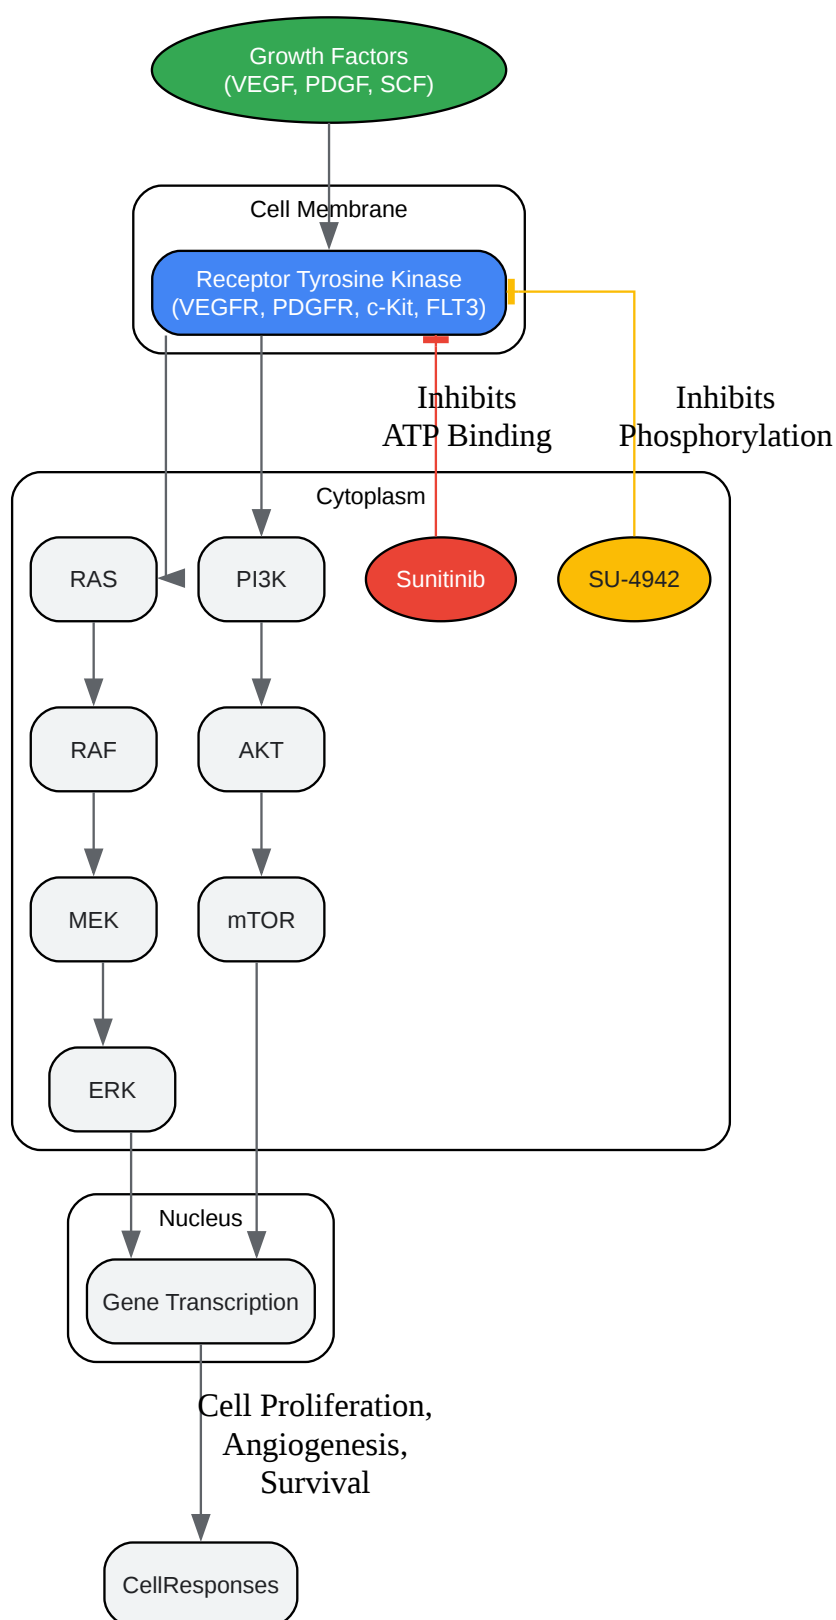 Growth Factors
(VEGF, PDGF, SCF)
Cell Membrane
Receptor Tyrosine Kinase
(VEGFR, PDGFR, c-Kit, FLT3)
Inhibits
ATP Binding
Inhibits
Phosphorylation
Cytoplasm
RAS
PI3K
Sunitinib
SU-4942
RAF
AKT
MEK
mTOR
ERK
Nucleus
Gene Transcription
Cell Proliferation,
Angiogenesis,
Survival
CellResponses